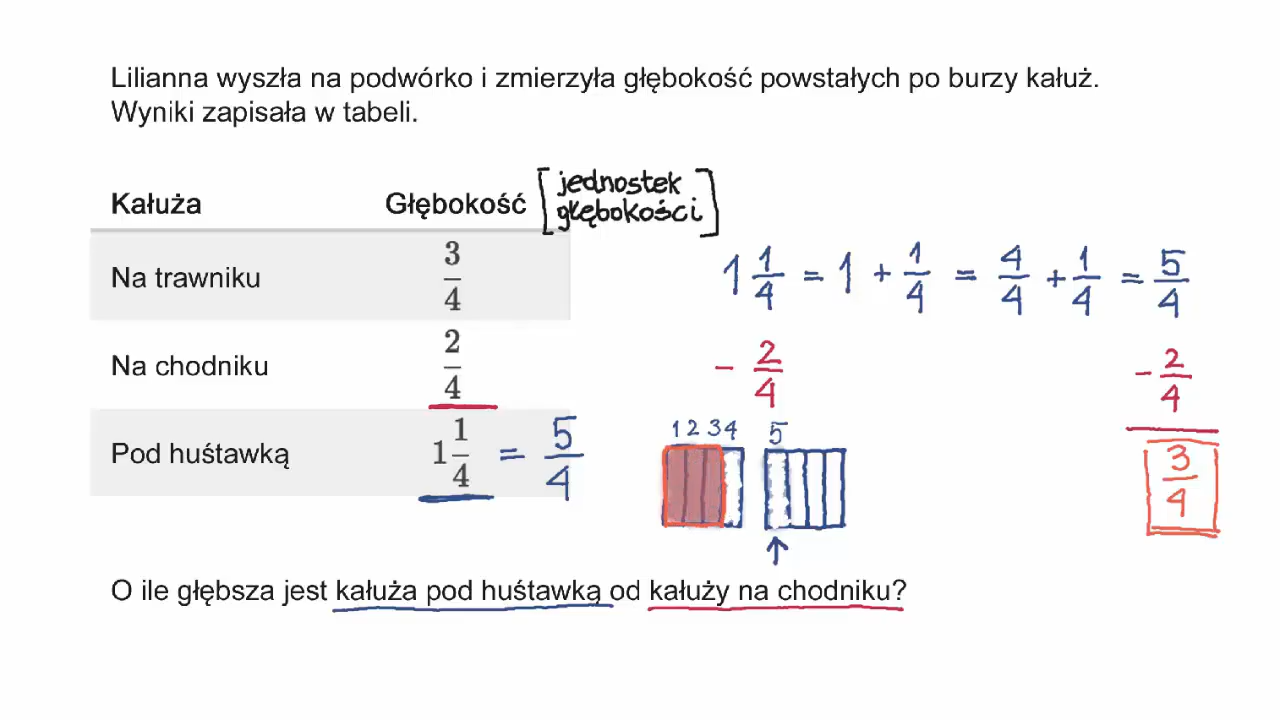 Lilianna wyszła na podwórko i zmierzyła głębokość powstałych po burzy kałuż.
Wyniki zapisała w tabeli.
Kałuża Głębokość [jednostek głębokości]
Na trawniku 3/4
1 1/4 = 1 + 1/4 = 4/4 + 1/4 = 5/4
Na chodniku 2/4
- 2/4
- 2/4
Pod huśtawką 1 1/4 = 5/4
1 2 3 4 5
3/4
O ile głębsza jest kałuża pod huśtawką od kałuży na chodniku?